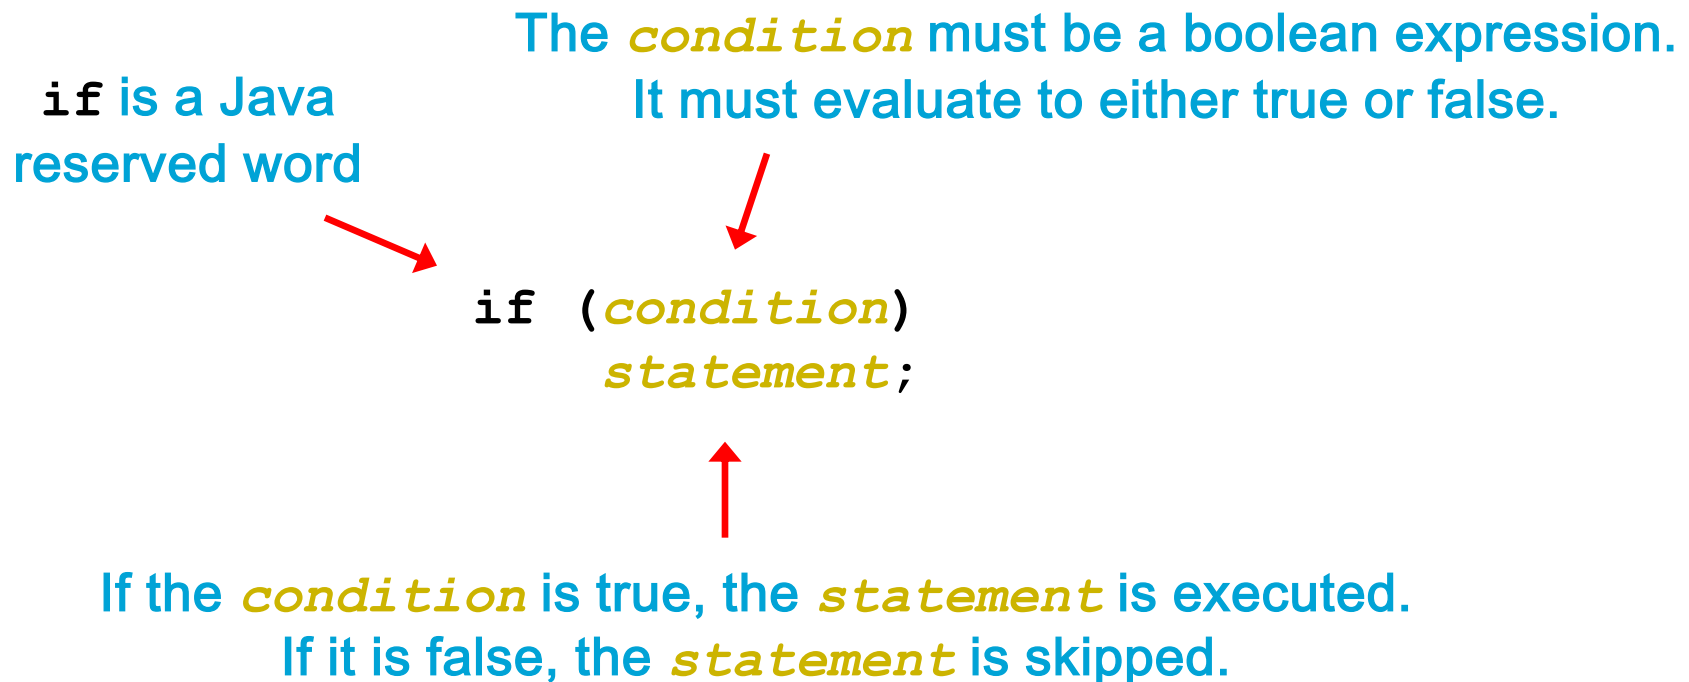 The condition must be a boolean expression.
It must evaluate to either true or false.
if is a Java
reserved word
if (condition)
statement;
If the condition is true, the statement is executed.
If it is false, the statement is skipped.